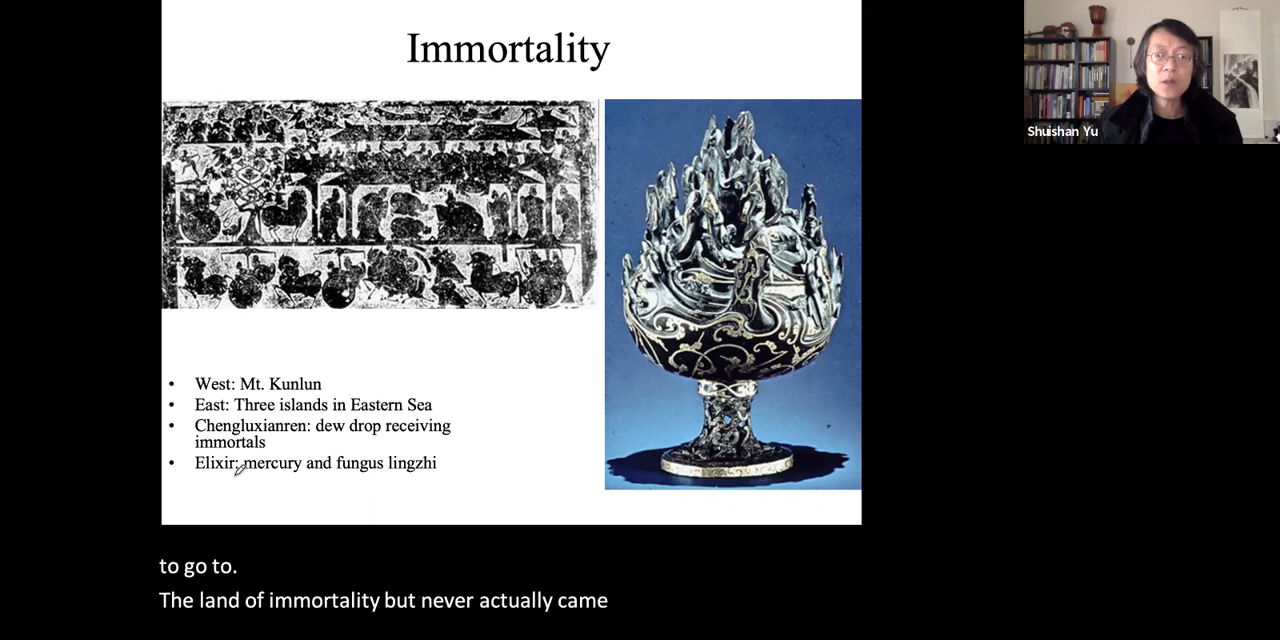 Immortality
Shuishan Yu
• West: Mt. Kunlun
• East: Three islands in Eastern Sea
• Chengluxianren: dew drop receiving
immortals
• Elixir: mercury and fungus lingzhi
to go to.
The land of immortality but never actually came